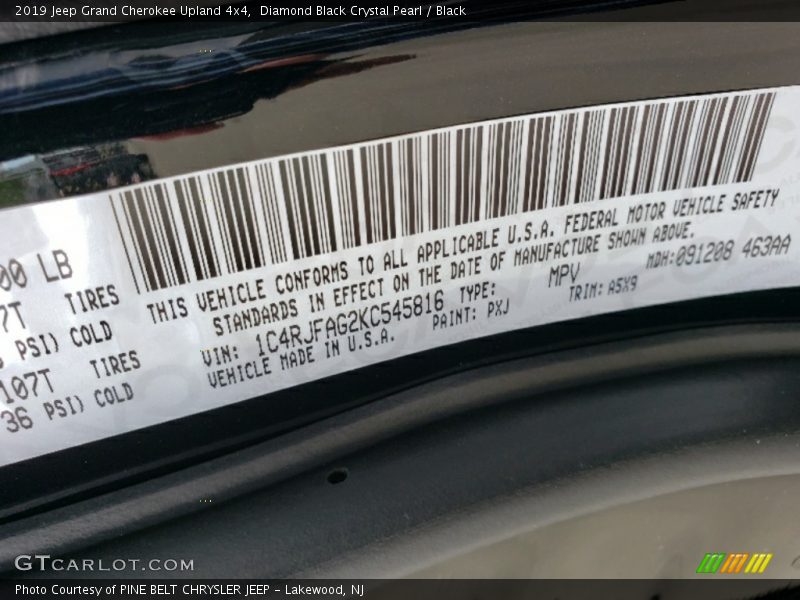 2019 Jeep Grand Cherokee Upland 4x4, Diamond Black Crystal Pearl / Black
00 LB
7T TIRES
PSI) COLD
107T TIRES
36 PSI) COLD
THIS VEHICLE CONFORMS TO ALL APPLICABLE U.S.A. FEDERAL MOTOR VEHICLE SAFETY
STANDARDS IN EFFECT ON THE DATE OF MANUFACTURE SHOWN ABOVE.
VIN: 1C4RJFAG2KC545816 TYPE: MPV MDH:091208 463AA
VEHICLE MADE IN U.S.A. PAINT: PXJ TRIM: A5X9
GTCARLOT.COM
Photo Courtesy of PINE BELT CHRYSLER JEEP - Lakewood, NJ